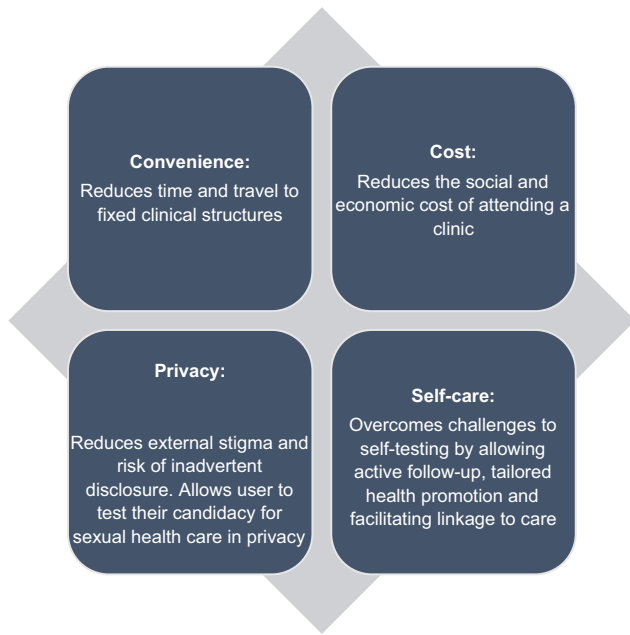 Convenience:
Reduces time and travel to
fixed clinical structures
Cost:
Reduces the social and
economic cost of attending a
clinic
Privacy:
Reduces external stigma and
risk of inadvertent
disclosure. Allows user to
test their candidacy for
sexual health care in privacy
Self-care:
Overcomes challenges to
self-testing by allowing
active follow-up, tailored
health promotion and
facilitating linkage to care